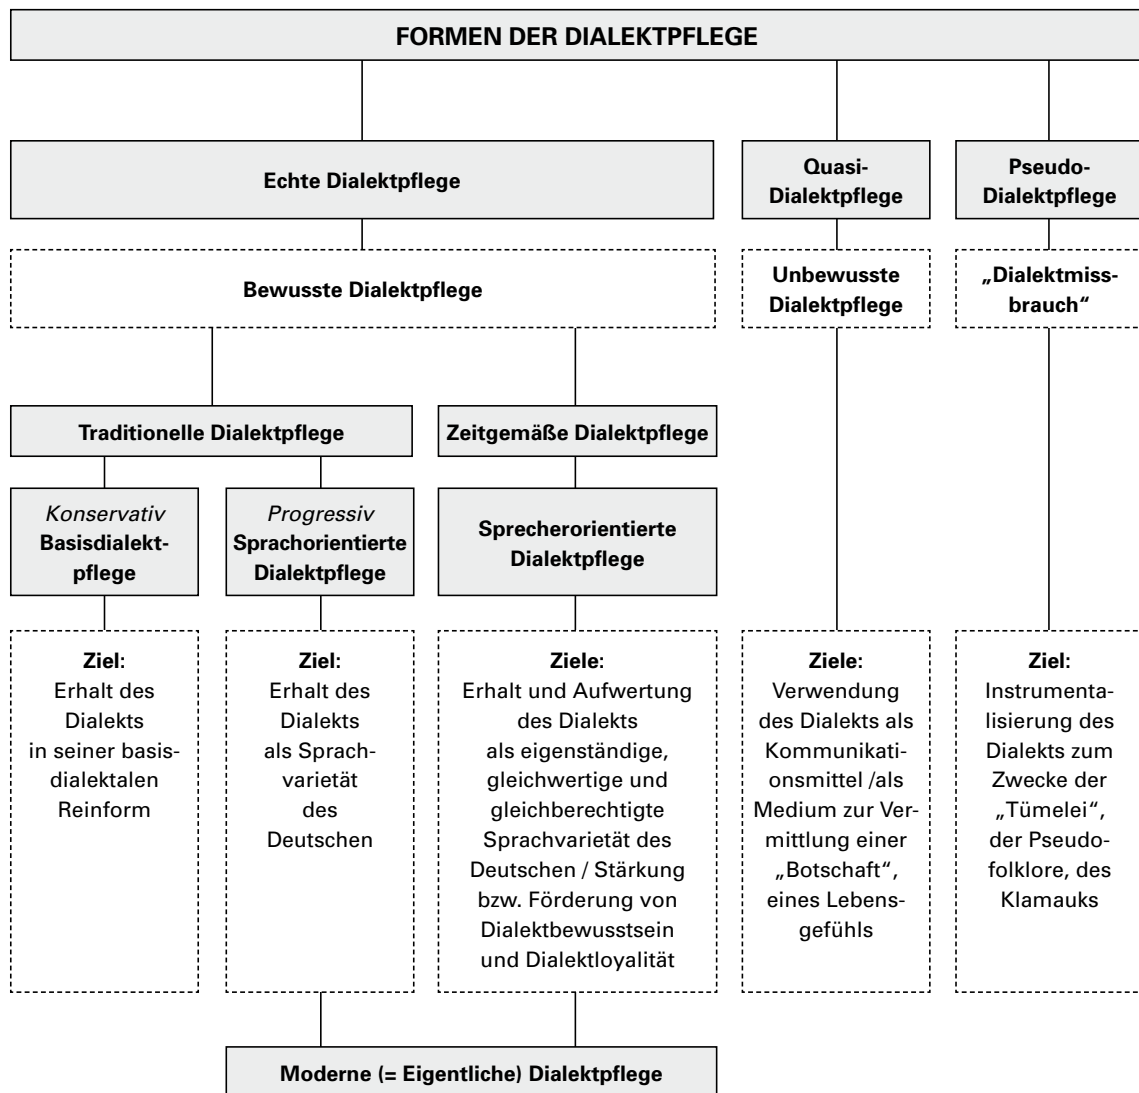 FORMEN DER DIALEKTPFLEGE
Echte Dialektpflege
Quasi-
Dialektpflege
Pseudo-
Dialektpflege
Bewusste Dialektpflege
Unbewusste
Dialektpflege
„Dialektmiss-
brauch“
Traditionelle Dialektpflege
Zeitgemäße Dialektpflege
Konservativ
Basisdialekt-
pflege
Progressiv
Sprachorientierte
Dialektpflege
Sprecherorientierte
Dialektpflege
Ziel:
Erhalt des
Dialekts
in seiner basis-
dialektalen
Reinform
Ziel:
Erhalt des
Dialekts
als Sprach-
varietät
des
Deutschen
Ziele:
Erhalt und Aufwertung
des Dialekts
als eigenständige,
gleichwertige und
gleichberechtigte
Sprachvarietät des
Deutschen / Stärkung
bzw. Förderung von
Dialektbewusstsein
und Dialektloyalität
Ziele:
Verwendung
des Dialekts als
Kommunikati-
onsmittel /als
Medium zur Ver-
mittlung einer
„Botschaft“,
eines Lebens-
gefühls
Ziel:
Instrumenta-
lisierung des
Dialekts zum
Zwecke der
„Tümelei“,
der Pseudo-
folklore, des
Klamauks
Moderne (= Eigentliche) Dialektpflege